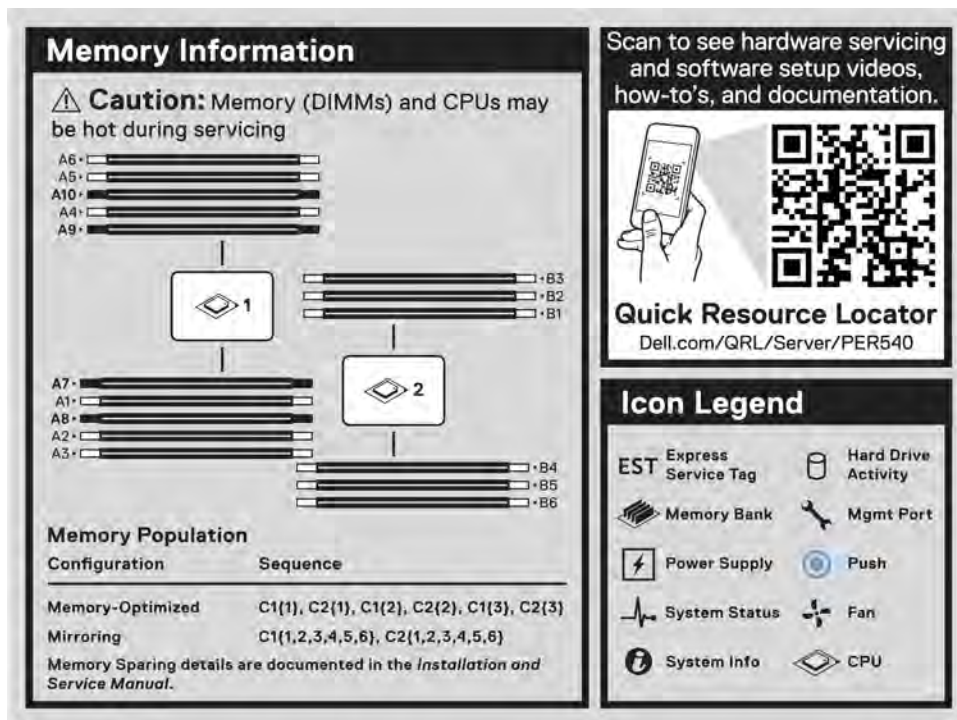 Memory Information
Caution: Memory (DIMMs) and CPUs may
be hot during servicing
A6
A5
A10
A4
A9
1
B3
B2
B1
A7
A1
A8
A2
A3
2
B4
B5
B6
Memory Population
Configuration Sequence
Memory-Optimized C1{1}, C2{1}, C1{2}, C2{2}, C1{3}, C2{3}
Mirroring C1{1,2,3,4,5,6}, C2{1,2,3,4,5,6}
Memory Sparing details are documented in the Installation and
Service Manual.
Scan to see hardware servicing
and software setup videos,
how-to's, and documentation.
Quick Resource Locator
Dell.com/QRL/Server/PER540
Icon Legend
EST Express
Service Tag
Hard Drive
Activity
Memory Bank
Mgmt Port
Power Supply
Push
System Status
Fan
System Info
CPU